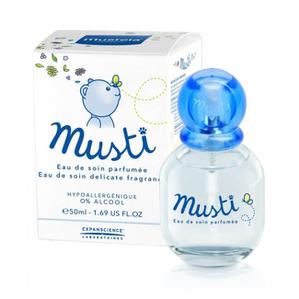 mustela
Musti
Eau de soin parfumée
Eau de soin delicate fragrance
HYPOALLERGÉNIQUE
0% ALCOOL
℮50ml - 1.69 US FL.OZ
EXPANSCIENCE
LABORATOIRES
Musti
Eau de soin parfumée